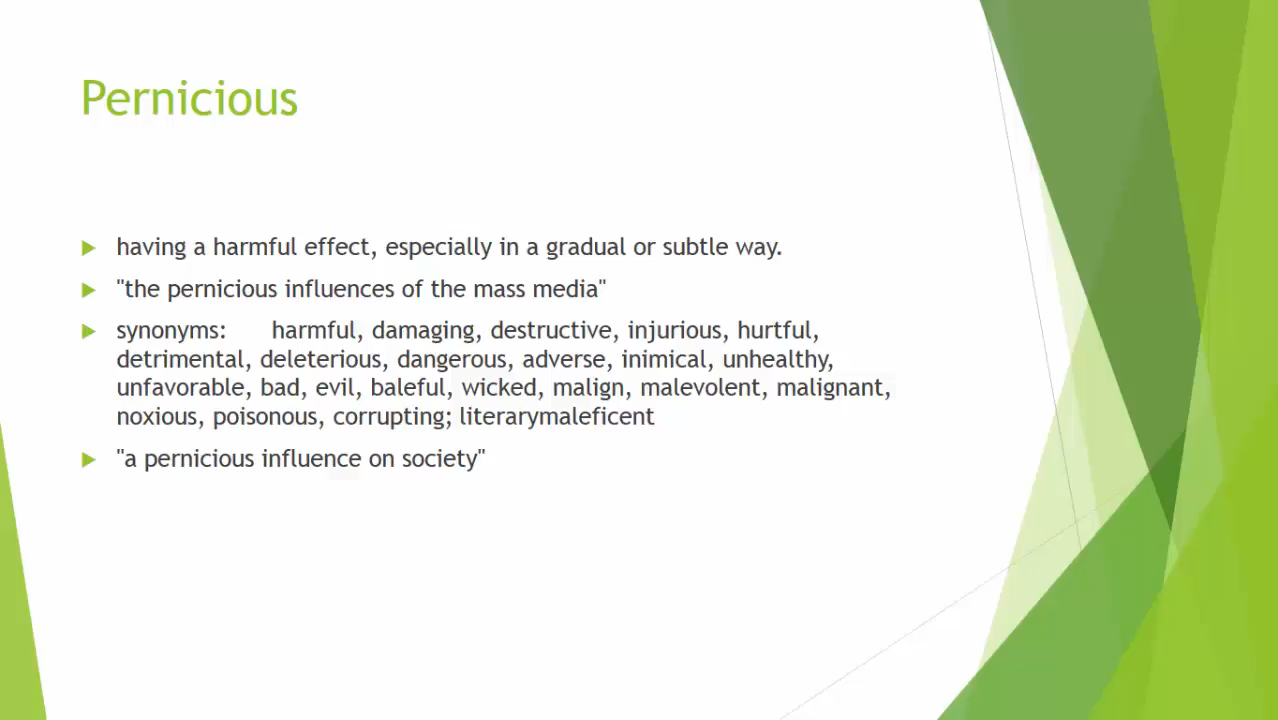 Pernicious
having a harmful effect, especially in a gradual or subtle way.
"the pernicious influences of the mass media"
synonyms: harmful, damaging, destructive, injurious, hurtful,
detrimental, deleterious, dangerous, adverse, inimical, unhealthy,
unfavorable, bad, evil, baleful, wicked, malign, malevolent, malignant,
noxious, poisonous, corrupting; literarymaleficent
"a pernicious influence on society"